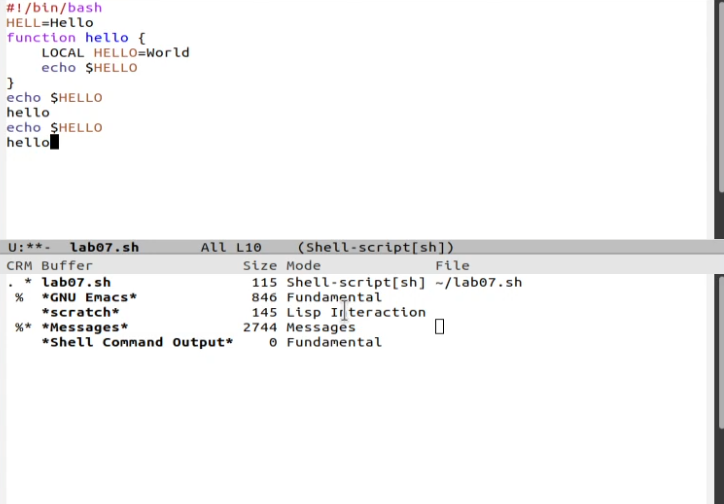 #!/bin/bash
HELL=Hello
function hello {
    LOCAL HELLO=World
    echo $HELLO
}
echo $HELLO
hello
echo $HELLO
hello
U:**-  lab07.sh       All L10    (Shell-script[sh])
CRM Buffer                 Size Mode             File
. * lab07.sh                115 Shell-script[sh] ~/lab07.sh
 %  *GNU Emacs*             846 Fundamental
    *scratch*               145 Lisp Interaction
 %* *Messages*             2744 Messages
    *Shell Command Output*    0 Fundamental